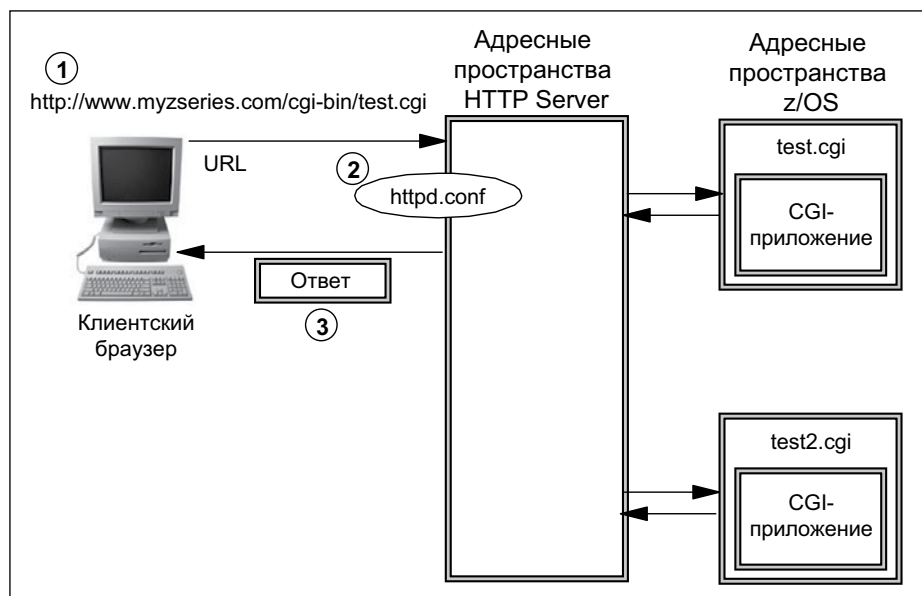 1
http://www.myzseries.com/cgi-bin/test.cgi
URL
2
httpd.conf
Ответ
3
Клиентский
браузер
Адресные
пространства
HTTP Server
Адресные
пространства
z/OS
test.cgi
CGI-
приложение
test2.cgi
CGI-
приложение